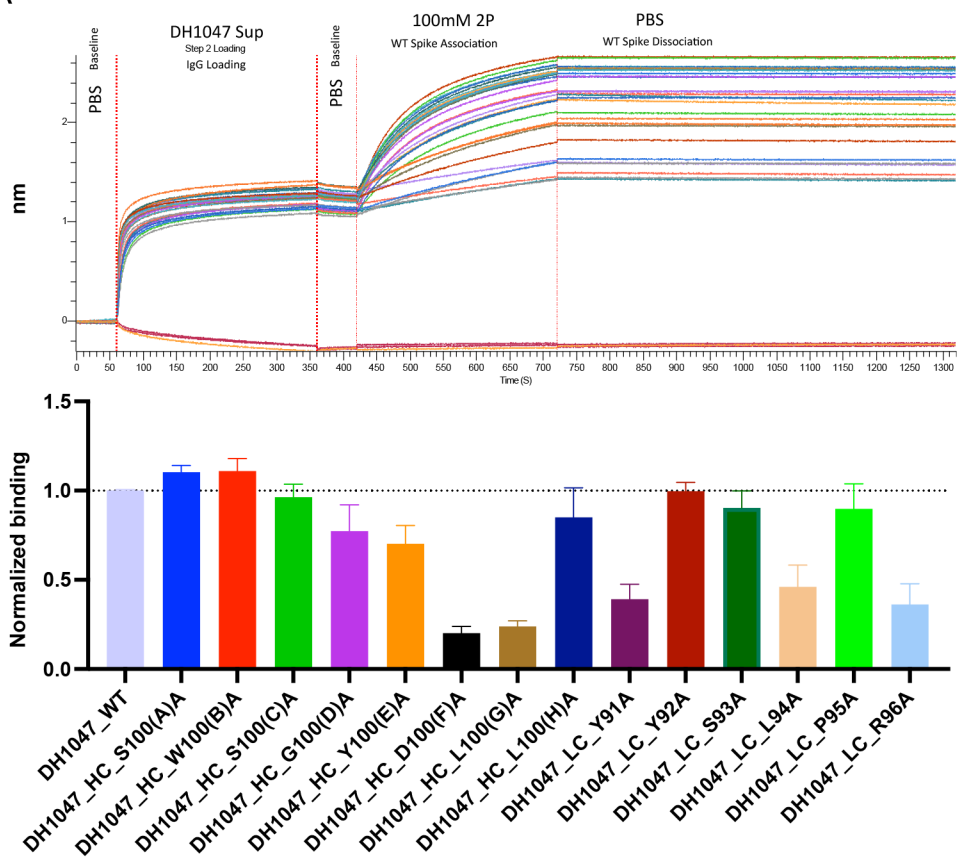 DH1047 Sup
Step 2 Loading
IgG Loading
100mM 2P
WT Spike Association
PBS
WT Spike Dissociation
PBS
Baseline
PBS
Baseline
nm
2
1
0
0 50 100 150 200 250 300 350 400 450 500 550 600 650 700 750 800 850 900 950 1000 1050 1100 1150 1200 1250 1300
Time (S)
Normalized binding
1.5
1.0
0.5
0.0
DH1047_WT
DH1047_HC_S100(A)A
DH1047_HC_W100(B)A
DH1047_HC_S100(C)A
DH1047_HC_G100(D)A
DH1047_HC_Y100(E)A
DH1047_HC_D100(F)A
DH1047_HC_L100(G)A
DH1047_HC_L100(H)A
DH1047_LC_Y91A
DH1047_LC_Y92A
DH1047_LC_S93A
DH1047_LC_L94A
DH1047_LC_P95A
DH1047_LC_R96A